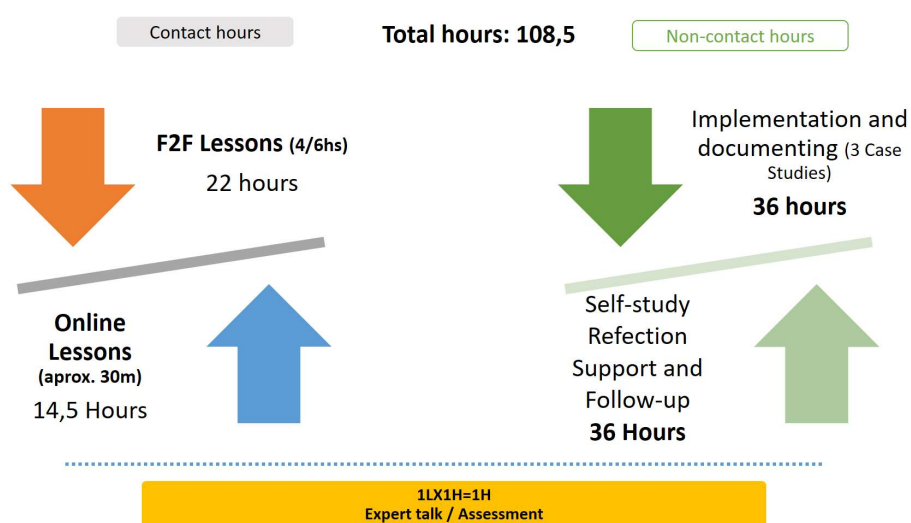 Contact hours
Total hours: 108,5
Non-contact hours
F2F Lessons (4/6hs)
22 hours
Implementation and
documenting (3 Case
Studies)
36 hours
Online
Lessons
(aprox. 30m)
14,5 Hours
Self-study
Refection
Support and
Follow-up
36 Hours
1LX1H=1H
Expert talk / Assessment